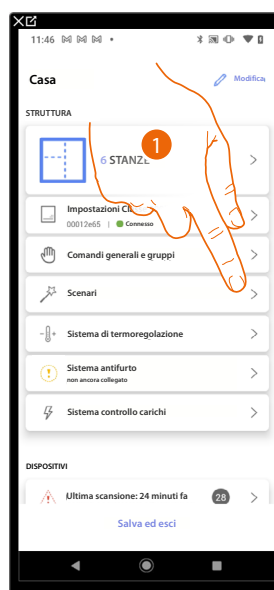 11:46
Casa
Modifica
STRUTTURA
6 STANZE
1
Impostazioni
00012e65 | Connesso
Comandi generali e gruppi
Scenari
Sistema di termoregolazione
Sistema antifurto
non ancora collegato
Sistema controllo carichi
DISPOSITIVI
Ultima scansione: 24 minuti fa
28
Salva ed esci